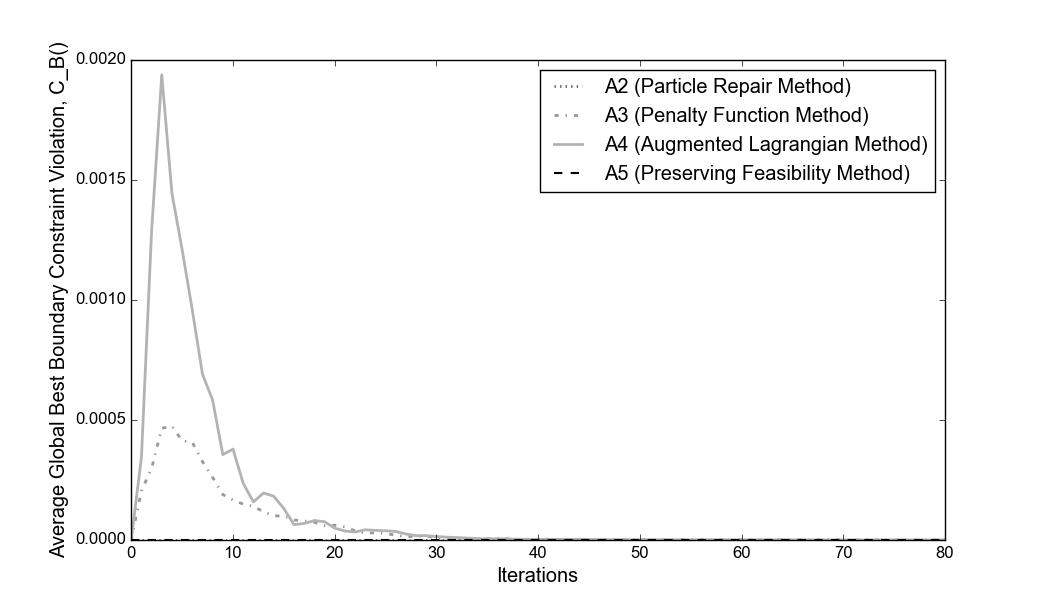 Average Global Best Boundary Constraint Violation, C_B()
0.0020
0.0015
0.0010
0.0005
0.0000
A2 (Particle Repair Method)
A3 (Penalty Function Method)
A4 (Augmented Lagrangian Method)
A5 (Preserving Feasibility Method)
0 10 20 30 40 50 60 70 80
Iterations